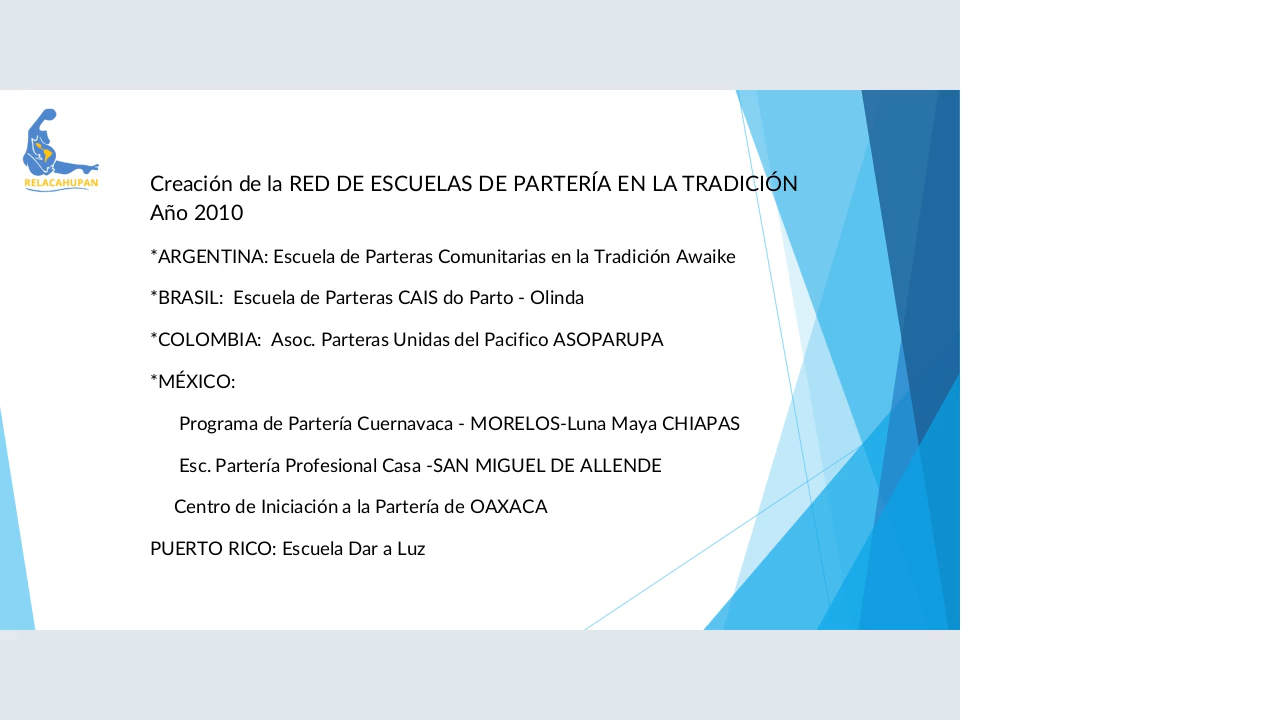 RELACAHUPAN
Creación de la RED DE ESCUELAS DE PARTERÍA EN LA TRADICIÓN
Año 2010
*ARGENTINA: Escuela de Parteras Comunitarias en la Tradición Awaike
*BRASIL:  Escuela de Parteras CAIS do Parto - Olinda
*COLOMBIA:  Asoc. Parteras Unidas del Pacifico ASOPARUPA
*MÉXICO:
Programa de Partería Cuernavaca - MORELOS-Luna Maya CHIAPAS
Esc. Partería Profesional Casa -SAN MIGUEL DE ALLENDE
Centro de Iniciación a la Partería de OAXACA
PUERTO RICO: Escuela Dar a Luz